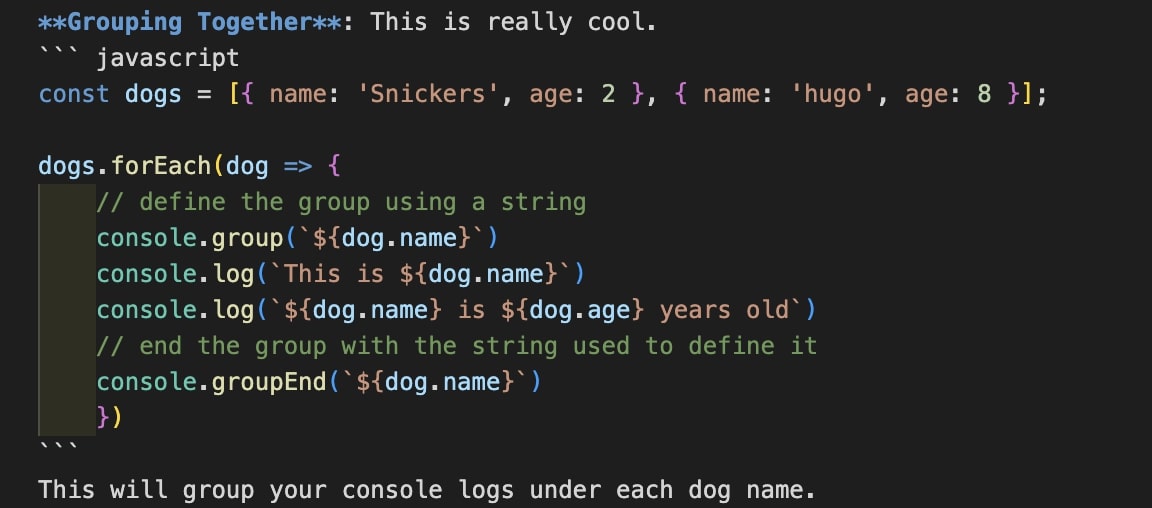 **Grouping Together**: This is really cool.
``` javascript
const dogs = [{ name: 'Snickers', age: 2 }, { name: 'hugo', age: 8 }];

dogs.forEach(dog => {
    // define the group using a string
    console.group(`${dog.name}`)
    console.log(`This is ${dog.name}`)
    console.log(`${dog.name} is ${dog.age} years old`)
    // end the group with the string used to define it
    console.groupEnd(`${dog.name}`)
    })
```
This will group your console logs under each dog name.